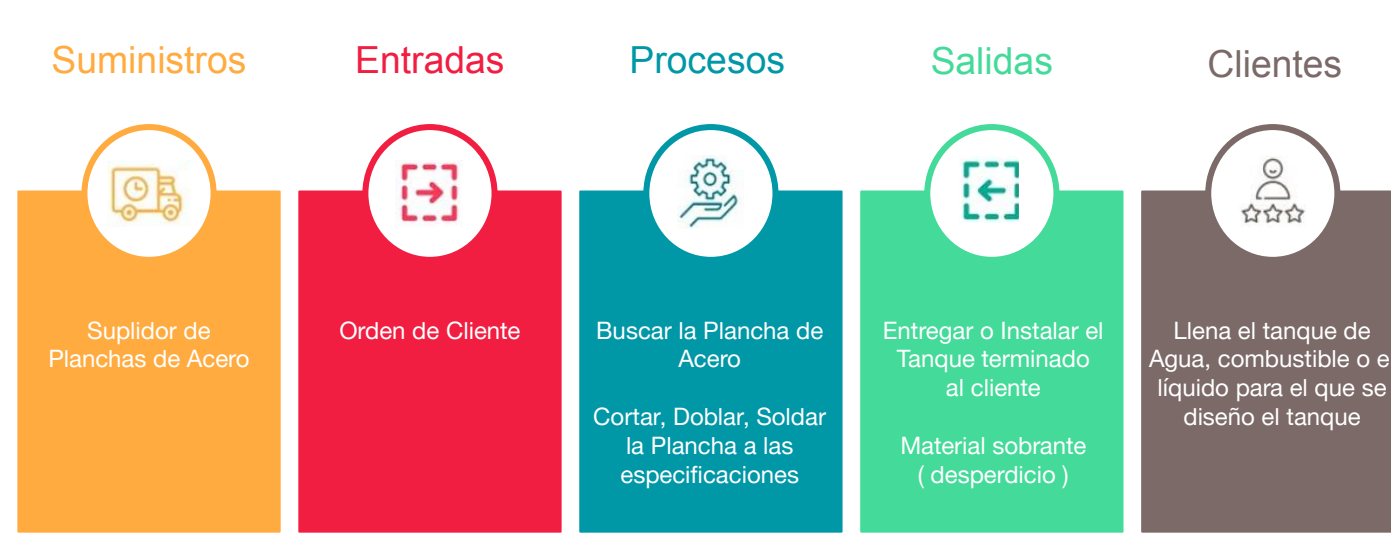 Suministros
Entradas
Procesos
Salidas
Clientes
Suplidor de
Planchas de Acero
Orden de Cliente
Buscar la Plancha de
Acero
Cortar, Doblar, Soldar
la Plancha a las
especificaciones
Entregar o Instalar el
Tanque terminado
al cliente
Material sobrante
( desperdicio )
Llena el tanque de
Agua, combustible o e
líquido para el que se
diseño el tanque